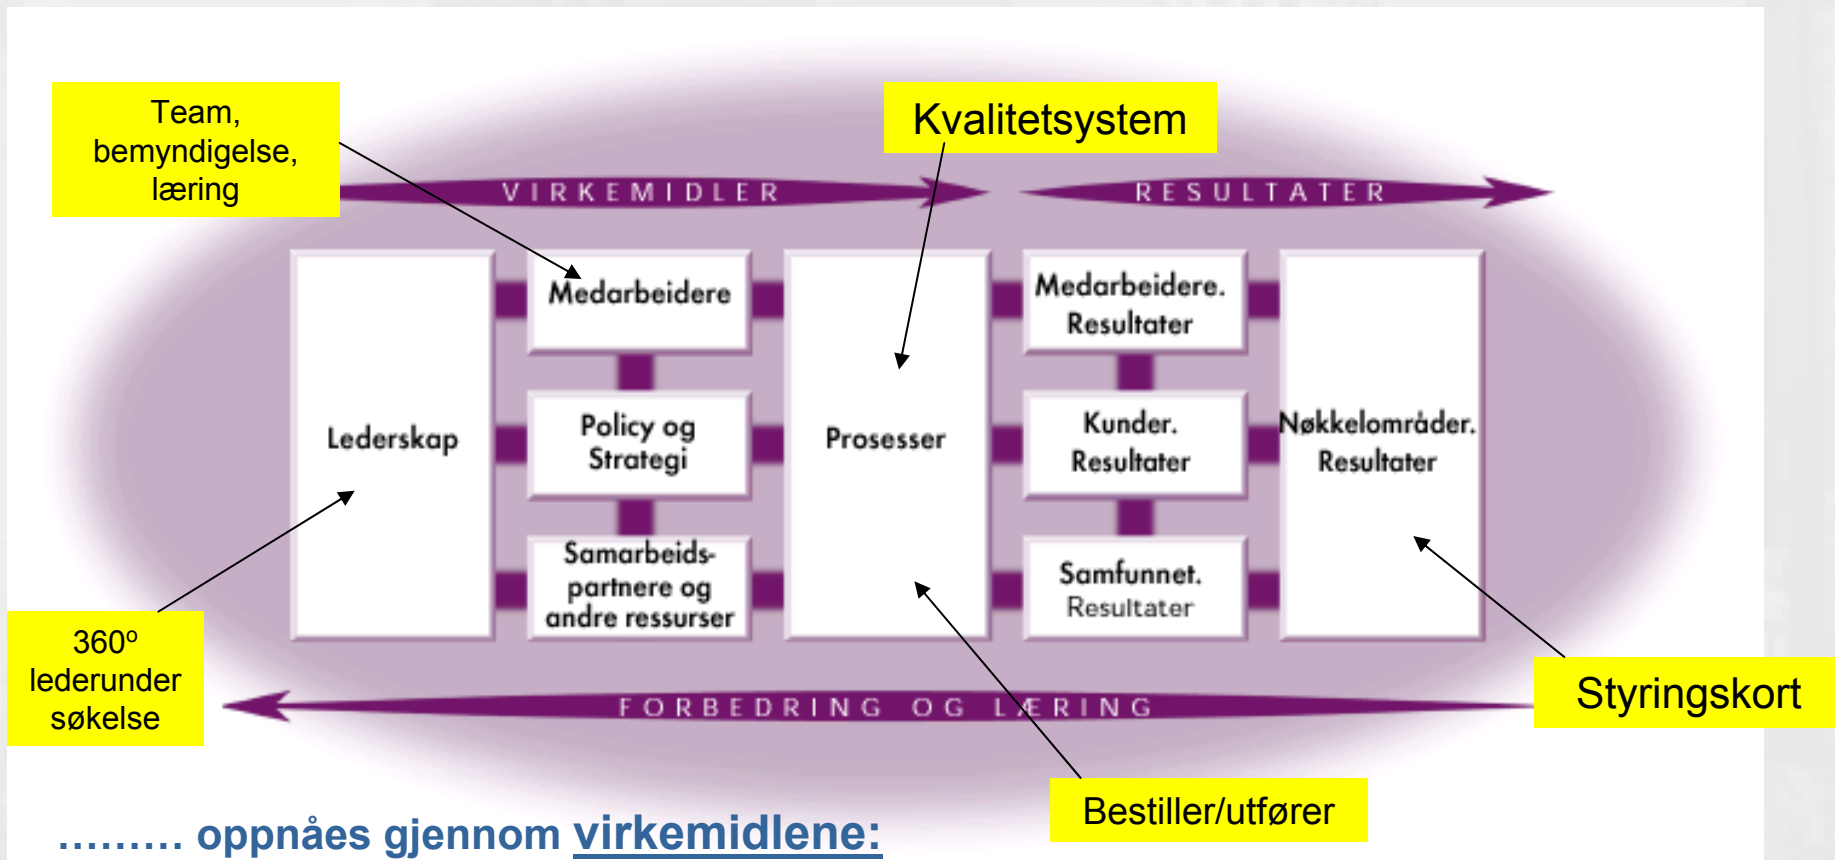 Team,
bemyndigelse,
læring
Kvalitetsystem
VIRKEMIDLER
RESULTATER
Lederskap
Medarbeidere
Policy og
Strategi
Samarbeids-
partnere og
andre ressurser
Prosesser
Medarbeidere.
Resultater
Kunder.
Resultater
Samfunnet.
Resultater
Nøkkelområder.
Resultater
360º
lederunder
søkelse
FORBEDRING OG LÆRING
Styringskort
Bestiller/utfører
……… oppnåes gjennom virkemidlene: